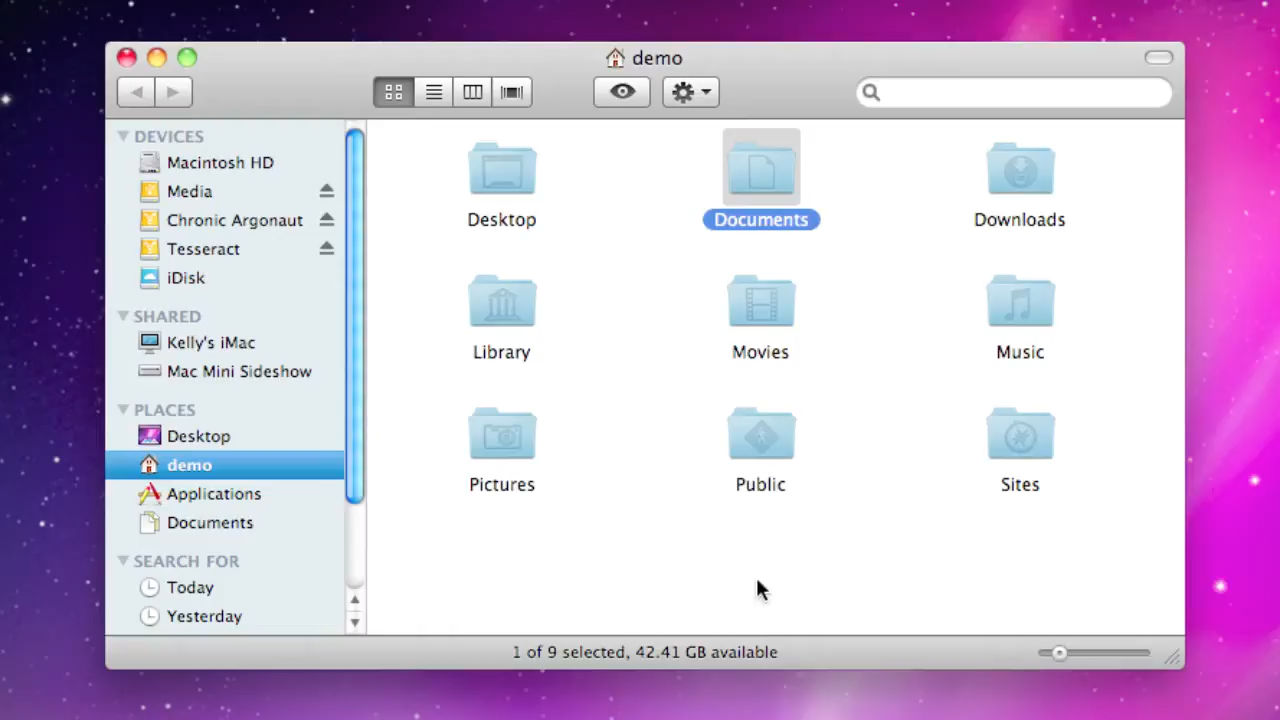 demo
DEVICES
Macintosh HD
Media
Chronic Argonaut
Tesseract
iDisk
SHARED
Kelly's iMac
Mac Mini Sideshow
PLACES
Desktop
demo
Applications
Documents
SEARCH FOR
Today
Yesterday
Desktop
Documents
Downloads
Library
Movies
Music
Pictures
Public
Sites
1 of 9 selected, 42.41 GB available